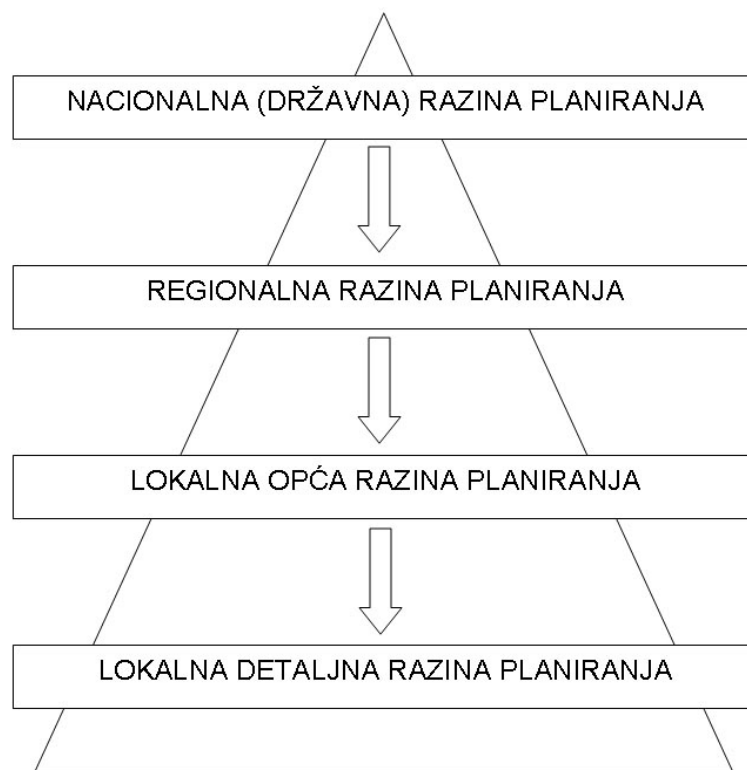 NACIONALNA (DRŽAVNA) RAZINA PLANIRANJA
REGIONALNA RAZINA PLANIRANJA
LOKALNA OPĆA RAZINA PLANIRANJA
LOKALNA DETALJNA RAZINA PLANIRANJA